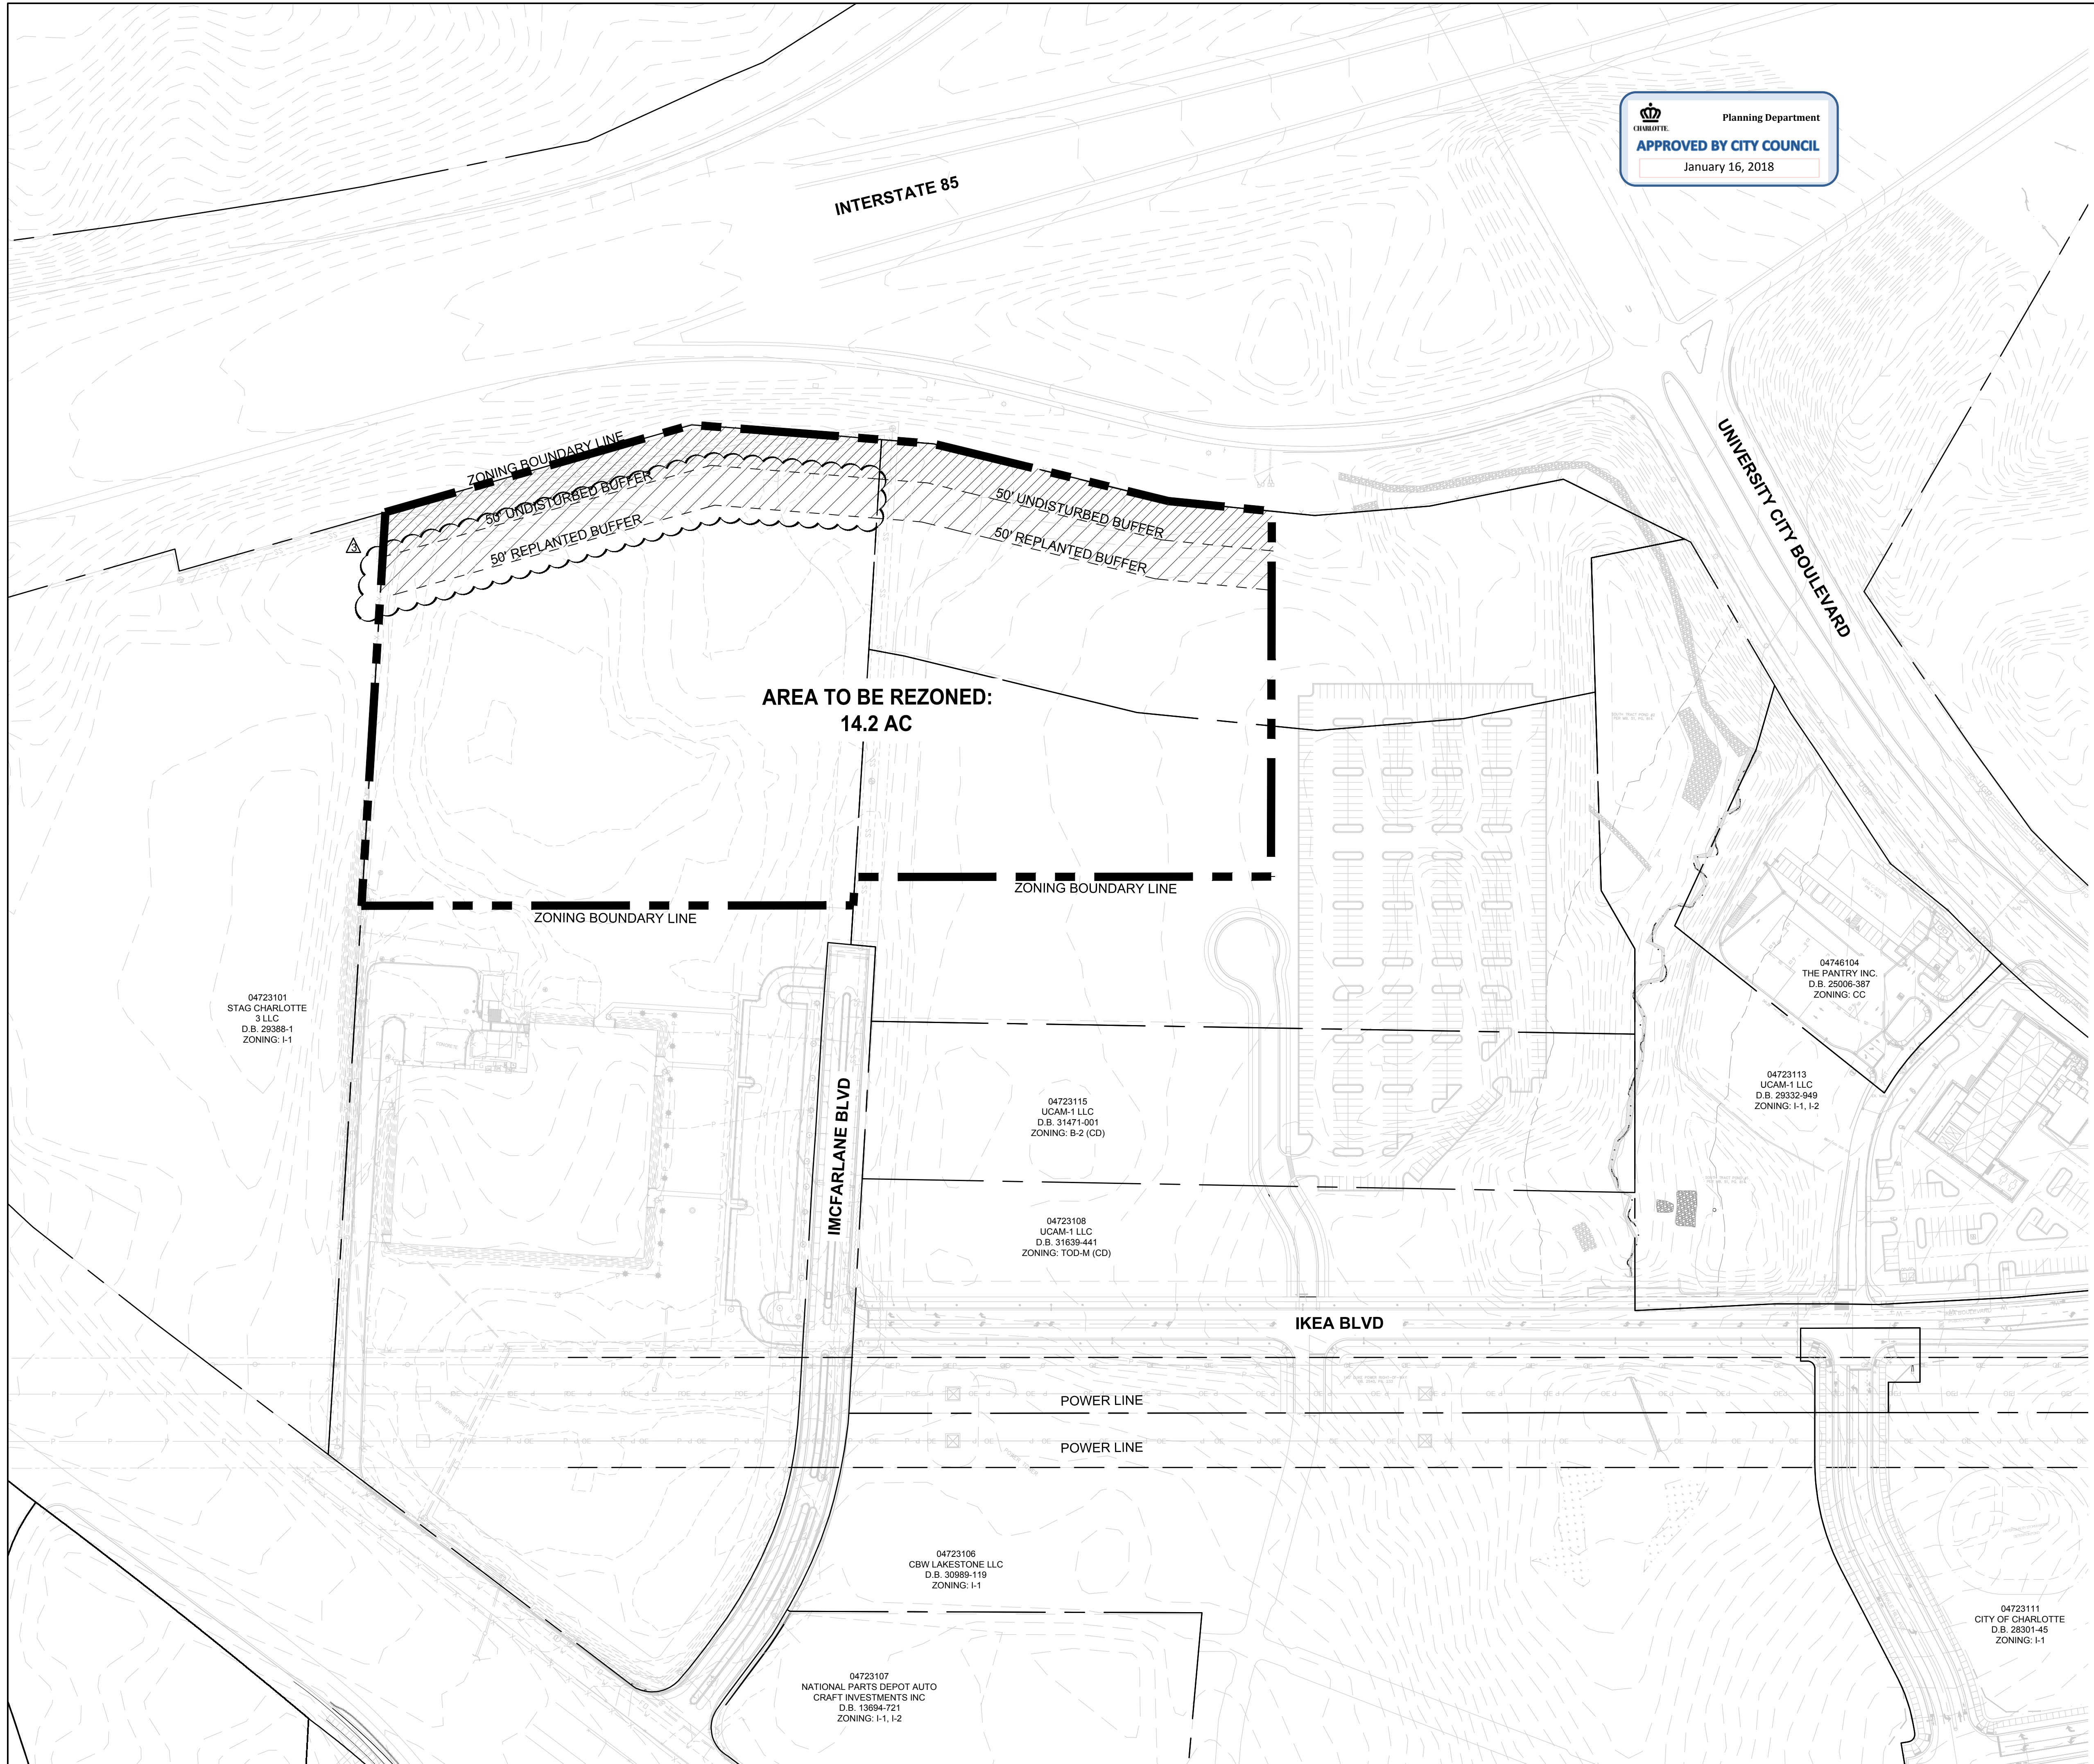 CHARLOTTE.
Planning Department
APPROVED BY CITY COUNCIL
January 16, 2018
INTERSTATE 85
UNIVERSITY CITY BOULEVARD
ZONING BOUNDARY LINE
50' UNDISTURBED BUFFER
50' REPLANTED BUFFER
50' UNDISTURBED BUFFER
50' REPLANTED BUFFER
3
AREA TO BE REZONED:
14.2 AC
ZONING BOUNDARY LINE
ZONING BOUNDARY LINE
04723101
STAG CHARLOTTE
3 LLC
D.B. 29388-1
ZONING: I-1
04746104
THE PANTRY INC.
D.B. 25006-387
ZONING: CC
04723113
UCAM-1 LLC
D.B. 29332-949
ZONING: I-1, I-2
04723115
UCAM-1 LLC
D.B. 31471-001
ZONING: B-2 (CD)
IMCFARLANE BLVD
04723108
UCAM-1 LLC
D.B. 31639-441
ZONING: TOD-M (CD)
IKEA BLVD
POWER LINE
POWER LINE
04723106
CBW LAKESTONE LLC
D.B. 30989-119
ZONING: I-1
04723111
CITY OF CHARLOTTE
D.B. 28301-45
ZONING: I-1
04723107
NATIONAL PARTS DEPOT AUTO
CRAFT INVESTMENTS INC
D.B. 13694-721
ZONING: I-1, I-2